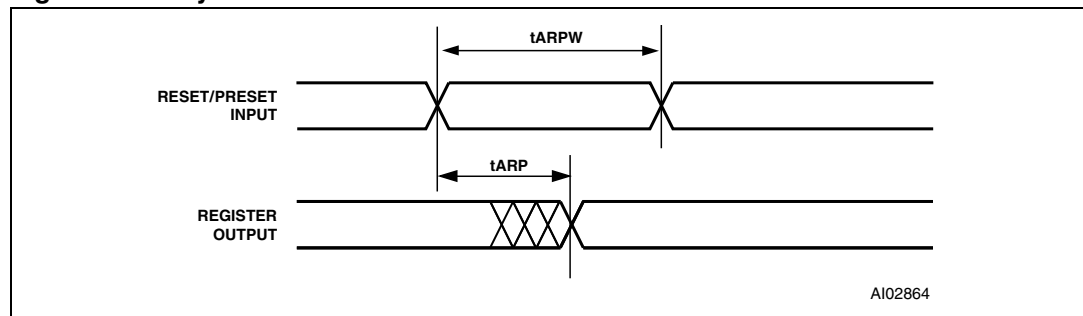 tARPW
RESET/PRESET
INPUT
tARP
REGISTER
OUTPUT
AI02864